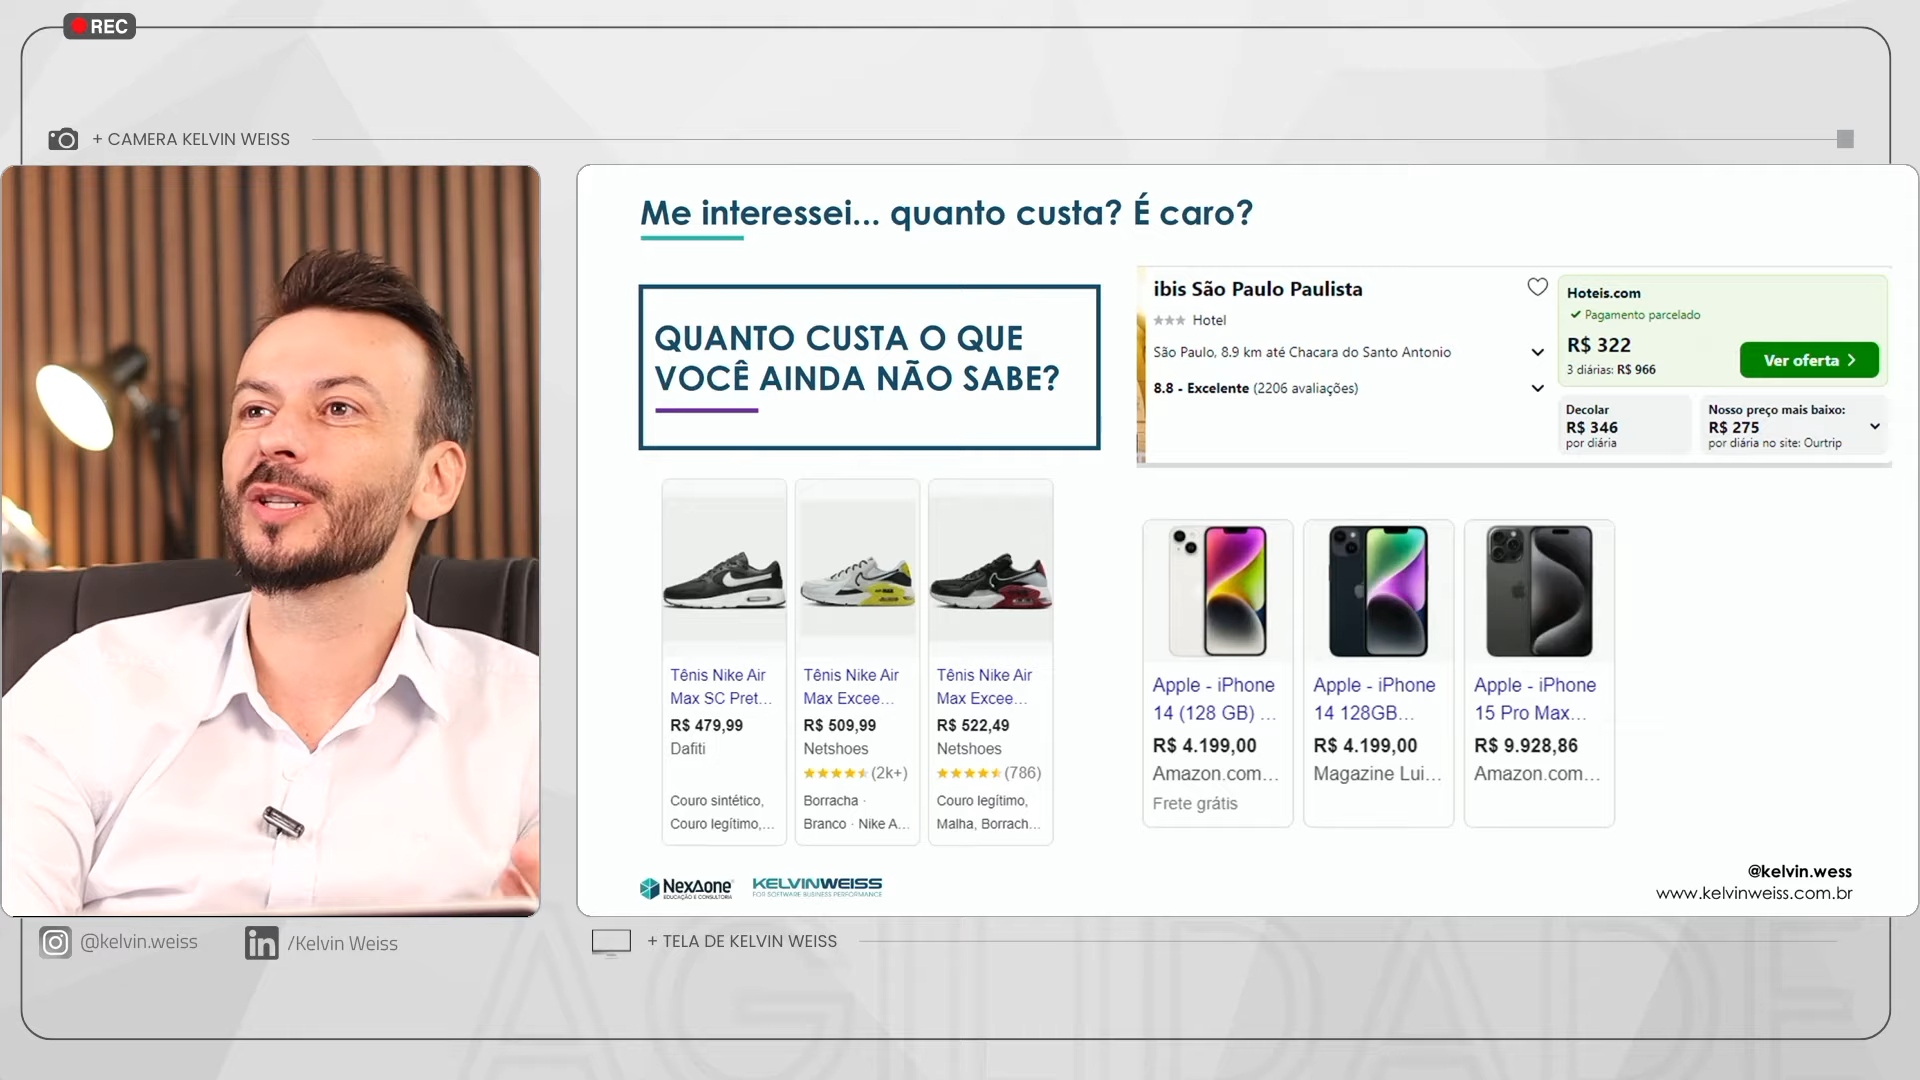 REC
+ CAMERA KELVIN WEISS
Me interessei... quanto custa? É caro?
QUANTO CUSTA O QUE
VOCÊ AINDA NÃO SABE?
ibis São Paulo Paulista
Hotel
São Paulo, 8.9 km até Chacara do Santo Antonio
8.8 - Excelente (2206 avaliações)
Hoteis.com
Pagamento parcelado
R$ 322
3 diárias: R$ 966
Ver oferta
Decolar
R$ 346
por diária
Nosso preço mais baixo:
R$ 275
por diária no site: Ourtrip
Tênis Nike Air
Max SC Pret...
R$ 479,99
Dafiti
Couro sintético,
Couro legítimo,...
Tênis Nike Air
Max Excee...
R$ 509,99
Netshoes
(2k+)
Borracha ·
Branco · Nike A...
Tênis Nike Air
Max Excee...
R$ 522,49
Netshoes
(786)
Couro legítimo,
Malha, Borrach...
Apple - iPhone
14 (128 GB) ...
R$ 4.199,00
Amazon.com...
Frete grátis
Apple - iPhone
14 128GB...
R$ 4.199,00
Magazine Lui...
Apple - iPhone
15 Pro Max...
R$ 9.928,86
Amazon.com...
NexAone
EDUCAÇÃO E CONSULTORIA
KELVINWEISS
FOR SOFTWARE BUSINESS PERFORMANCE
@kelvin.wess
www.kelvinweiss.com.br
@kelvin.weiss
/Kelvin Weiss
+ TELA DE KELVIN WEISS
AGILIDADE